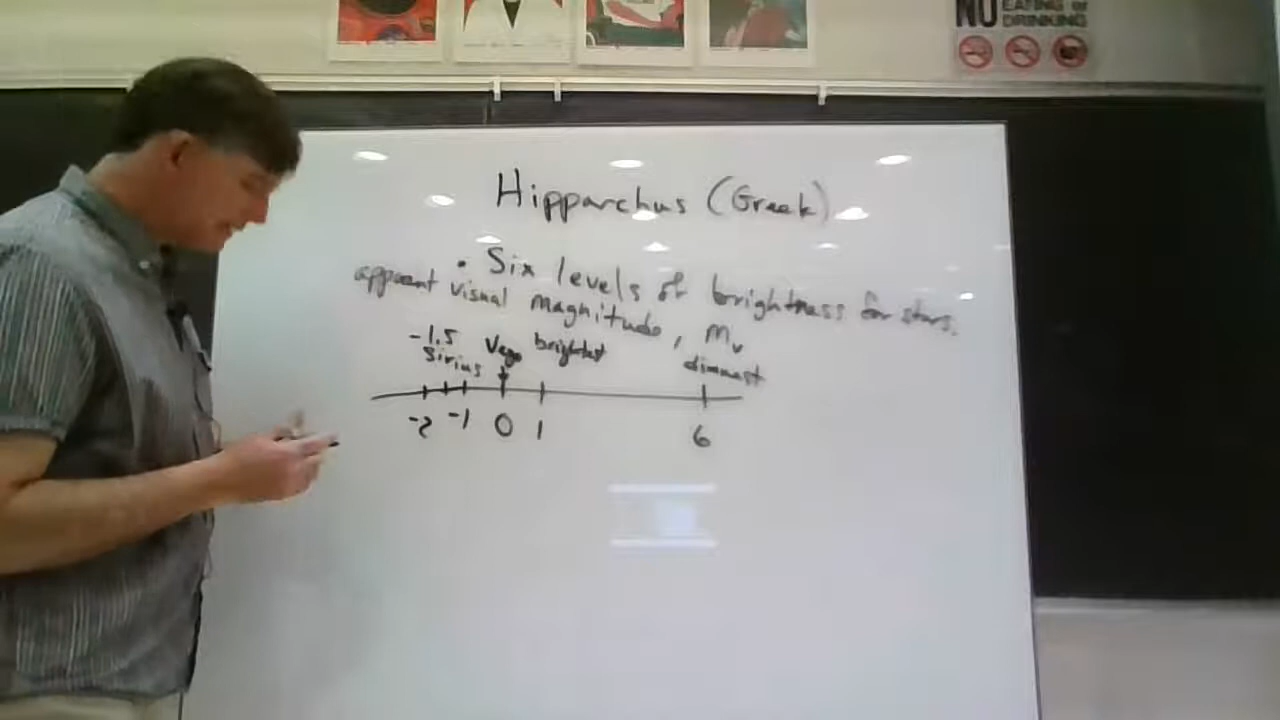 NO EATING or DRINKING
Hipparchus (Greek)
• Six levels of brightness for stars.
apparent visual magnitude, mv
-1.5 Vega brightest
Sirius dimmest
-2 -1 0 1 6